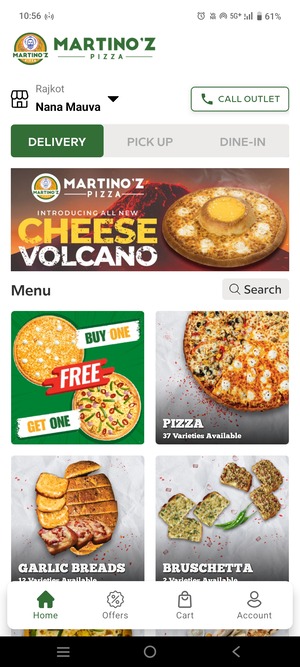 10:56
5G+
61%
MARTINO'Z
PIZZA
MARTINO'Z
PIZZA
Rajkot
Nana Mauva
CALL OUTLET
DELIVERY
PICK UP
DINE-IN
MARTINO'Z
PIZZA
INTRODUCING ALL NEW
CHEESE
VOLCANO
Menu
Search
BUY ONE
FREE
GET ONE
PIZZA
37 Varieties Available
GARLIC BREADS
12 Varieties Available
BRUSCHETTA
2 Varieties Available
Home
Offers
Cart
Account